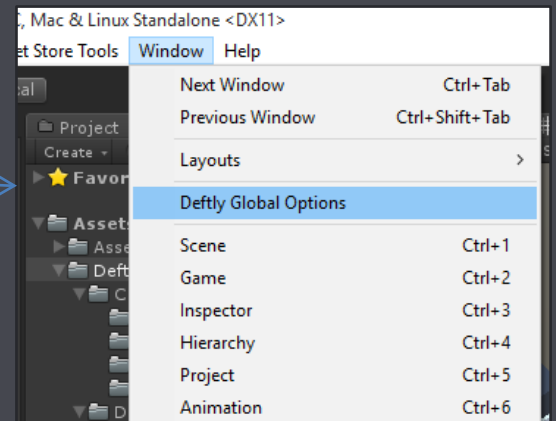 , Mac & Linux Standalone <DX11>
et Store Tools Window Help
al
Next Window Ctrl+Tab
Previous Window Ctrl+Shift+Tab
Project
Create
Layouts
Favor
Deftly Global Options
Assets
Scene Ctrl+1
Asse
Deft
Game Ctrl+2
C
Inspector Ctrl+3
Hierarchy Ctrl+4
Project Ctrl+5
D
Animation Ctrl+6